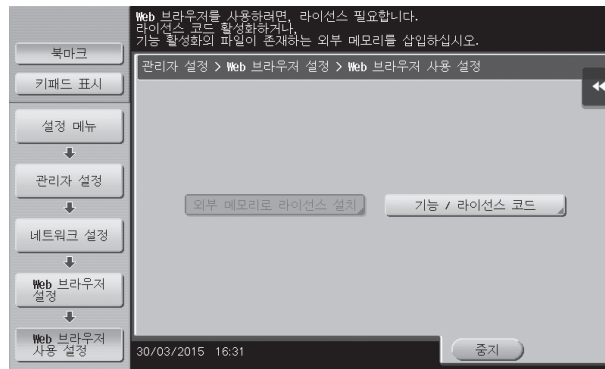 Web 브라우저를 사용하려면, 라이선스 필요합니다.
라이선스 코드 활성화하거나,
기능 활성화의 파일이 존재하는 외부 메모리를 삽입하십시오.
북마크
키패드 표시
설정 메뉴
관리자 설정
네트워크 설정
Web 브라우저
설정
Web 브라우저
사용 설정
관리자 설정 > Web 브라우저 설정 > Web 브라우저 사용 설정
외부 메모리로 라이선스 설치
기능 / 라이선스 코드
30/03/2015 16:31
중지